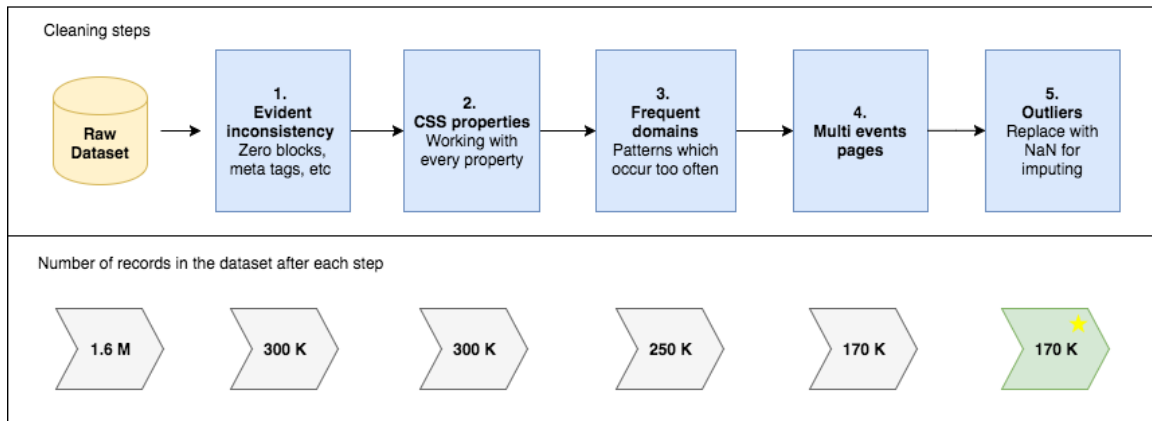 Cleaning steps
Raw
Dataset
1.
Evident
inconsistency
Zero blocks,
meta tags, etc
2.
CSS properties
Working with
every property
3.
Frequent
domains
Patterns which
occur too often
4.
Multi events
pages
5.
Outliers
Replace with
NaN for
imputing
Number of records in the dataset after each step
1.6 M
300 K
300 K
250 K
170 K
170 K